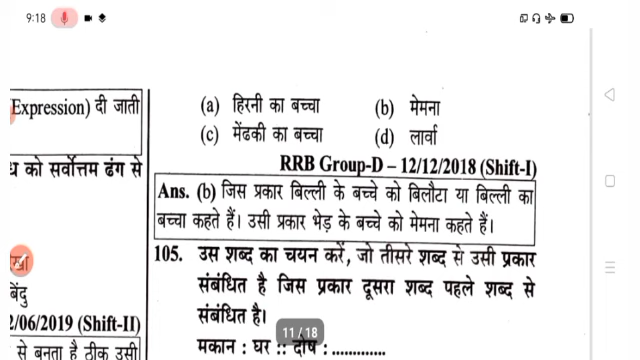 9:18
Expression) दी जाती
ध को सर्वोत्तम ढंग से
बिंदु
2/06/2019 (Shift-II)
से बनता है ठीक उसी
(a) हिरनी का बच्चा (b) मेमना
(c) मेंढकी का बच्चा (d) लार्वा
RRB Group-D – 12/12/2018 (Shift-I)
Ans. (b) जिस प्रकार बिल्ली के बच्चे को बिलौटा या बिल्ली का
बच्चा कहते हैं। उसी प्रकार भेड़ के बच्चे को मेमना कहते हैं।
105. उस शब्द का चयन करें, जो तीसरे शब्द से उसी प्रकार
संबंधित है जिस प्रकार दूसरा शब्द पहले शब्द से
संबंधित है।
11 / 18
मकान : घर :: दोष : .............